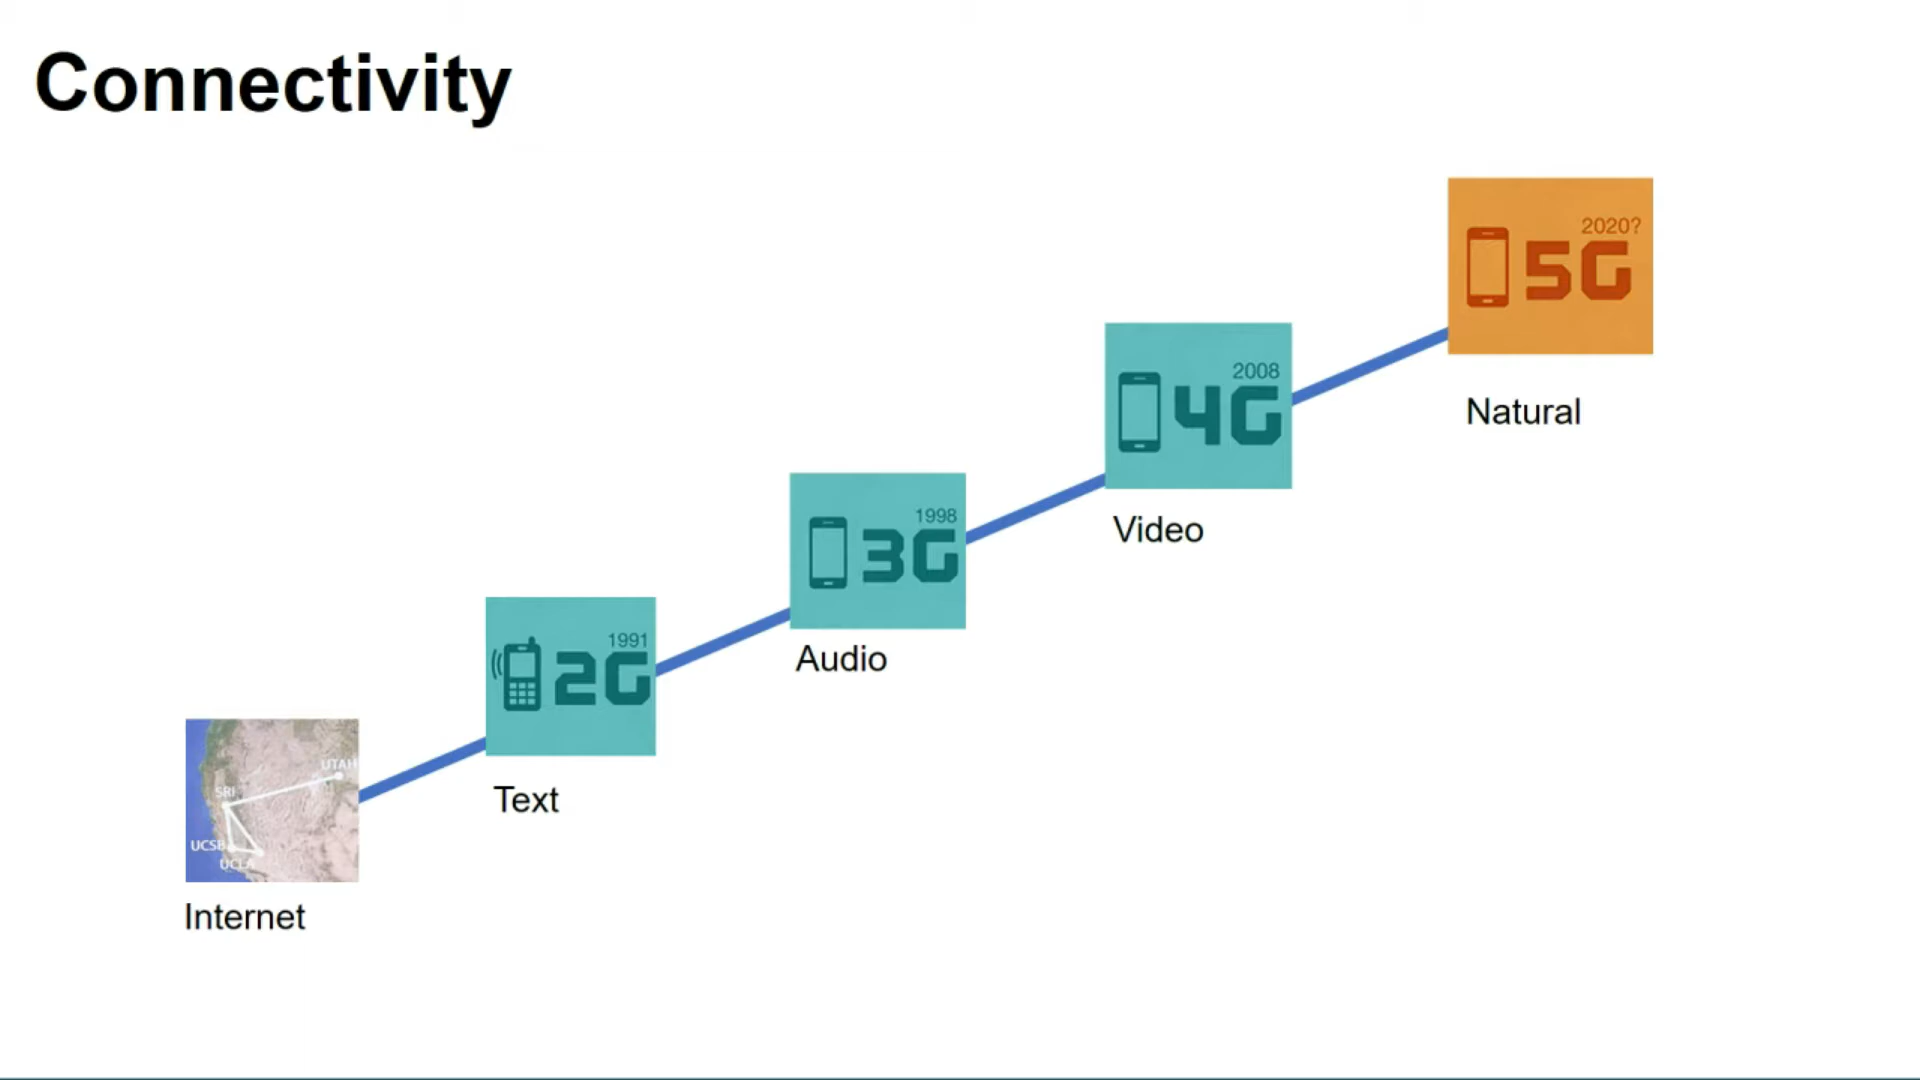 Connectivity
2020?
5G
Natural
2008
4G
Video
1998
3G
Audio
1991
2G
Text
UTAH
SRI
UCSB
UCLA
Internet